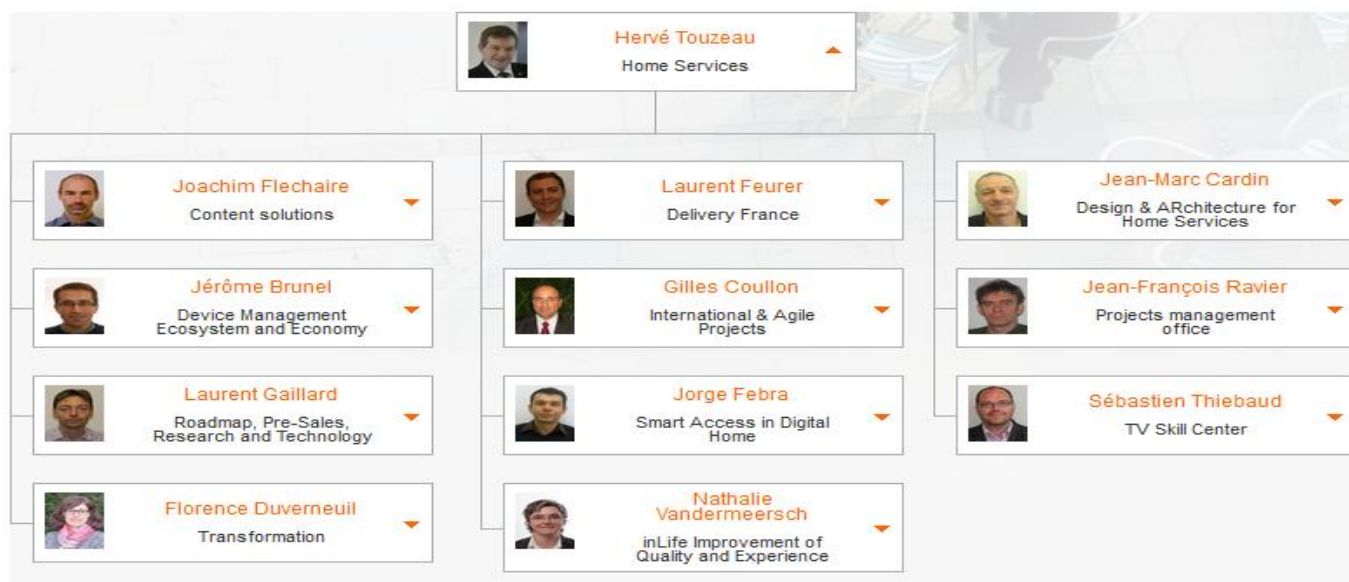 Hervé Touzeau
Home Services
Joachim Flechaire
Content solutions
Laurent Feurer
Delivery France
Jean-Marc Cardin
Design & ARchitecture for
Home Services
Jérôme Brunel
Device Management
Ecosystem and Economy
Gilles Coullon
International & Agile
Projects
Jean-François Ravier
Projects management
office
Laurent Gaillard
Roadmap, Pre-Sales,
Research and Technology
Jorge Febra
Smart Access in Digital
Home
Sébastien Thiebaud
TV Skill Center
Florence Duverneuil
Transformation
Nathalie
Vandermeersch
inLife Improvement of
Quality and Experience